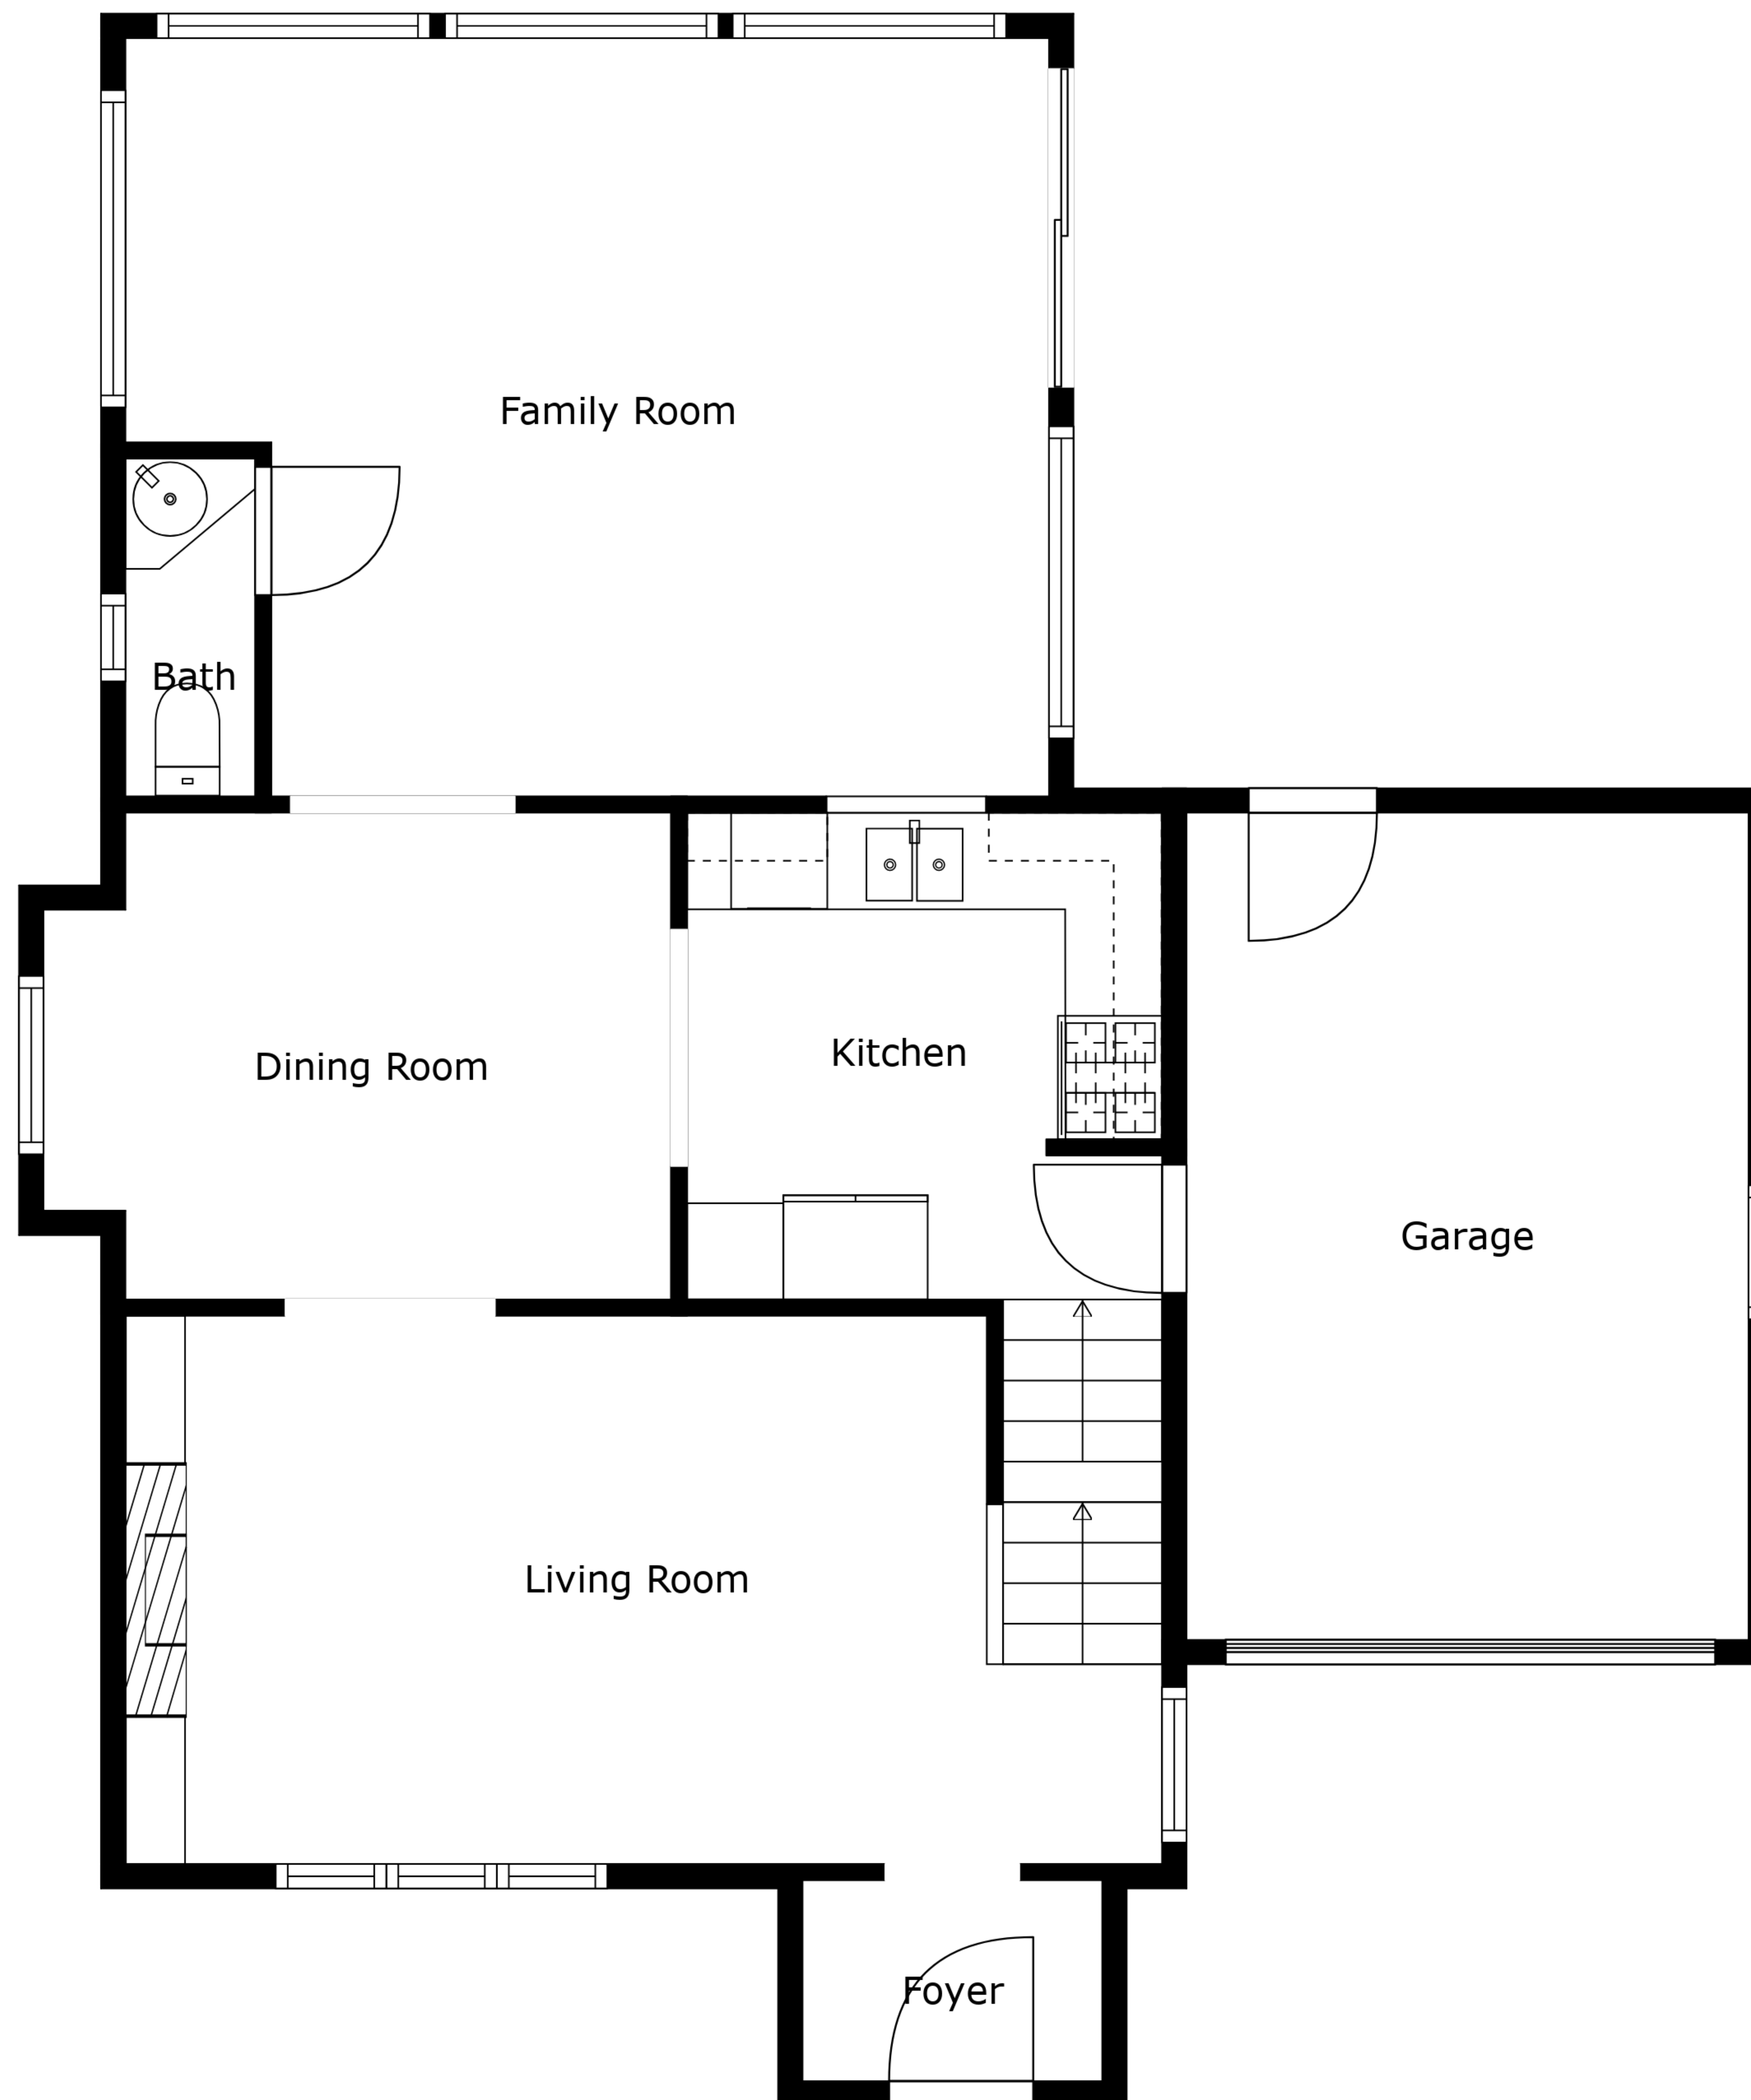 Family Room
Bath
Dining Room
Kitchen
Garage
Living Room
Foyer